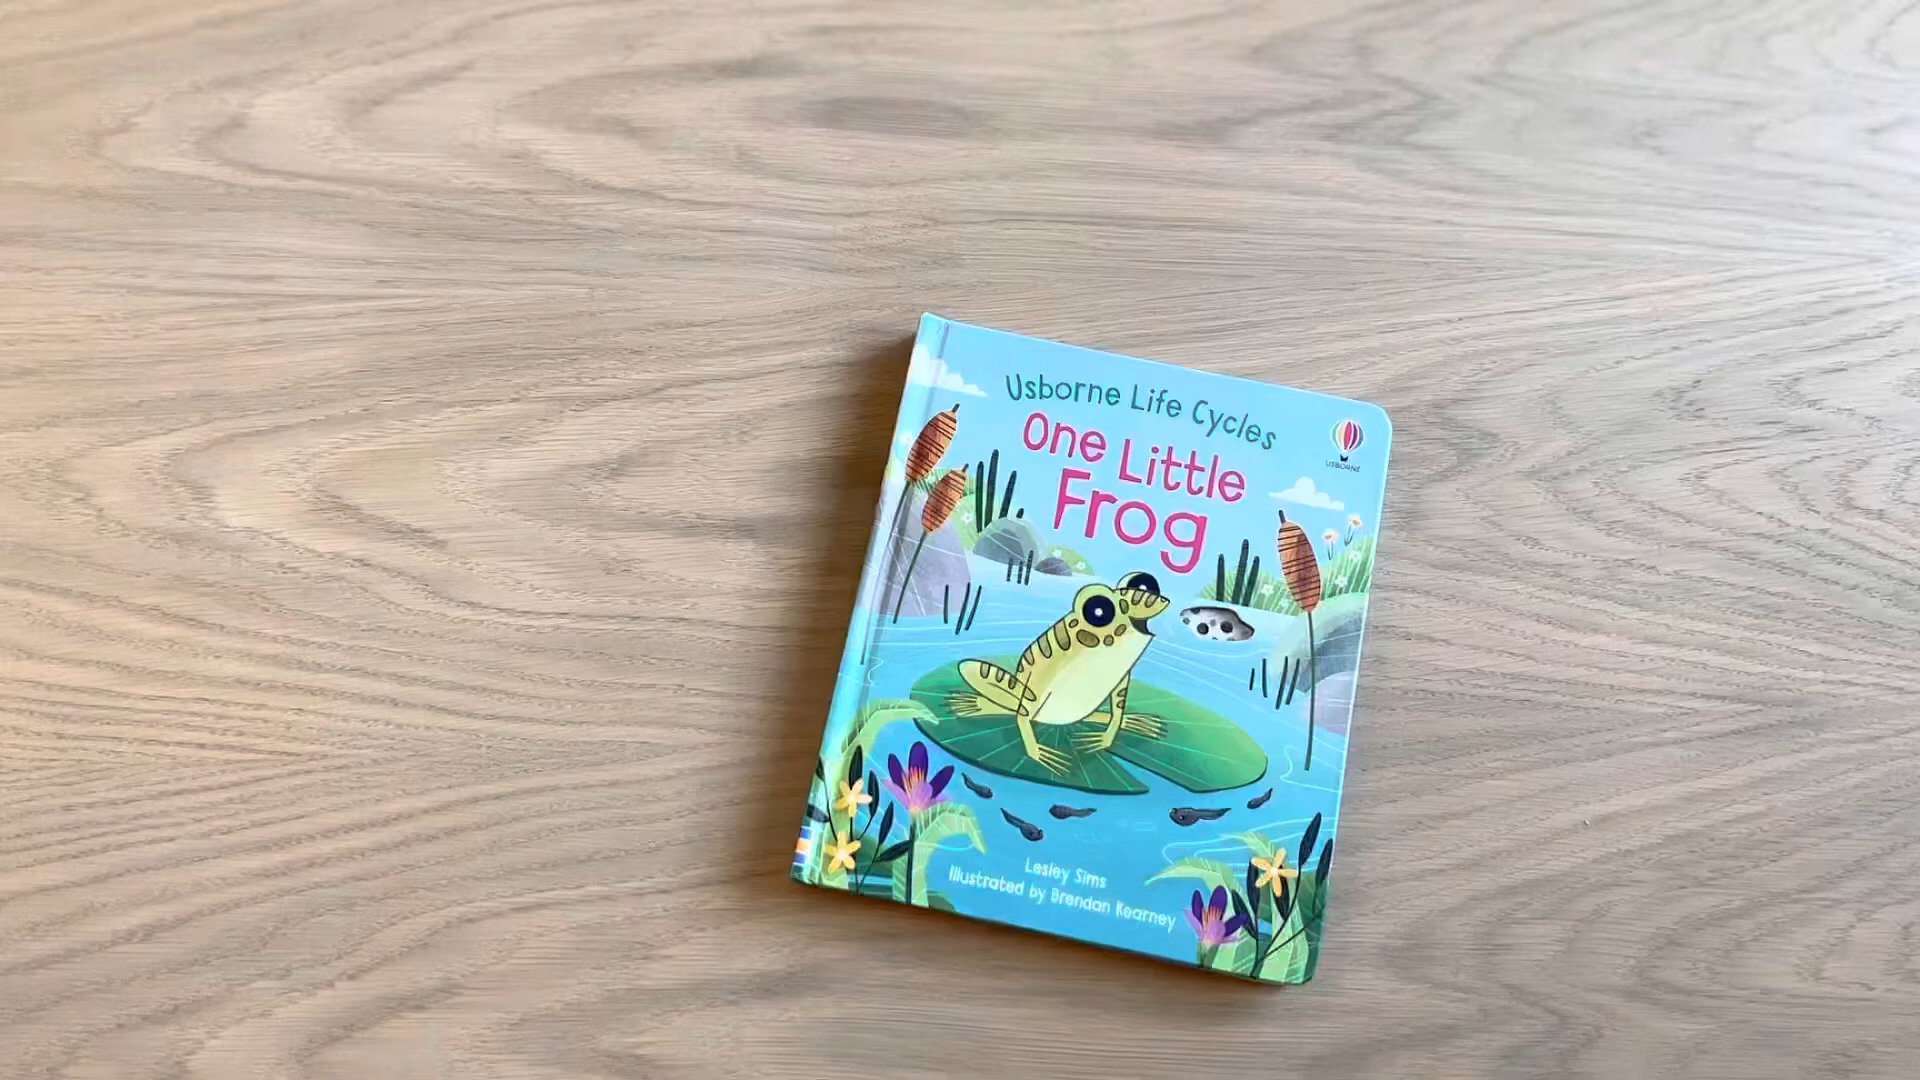 Usborne Life Cycles
One Little
Frog
USBORNE
Lesley Sims
Illustrated by Brendan Kearney